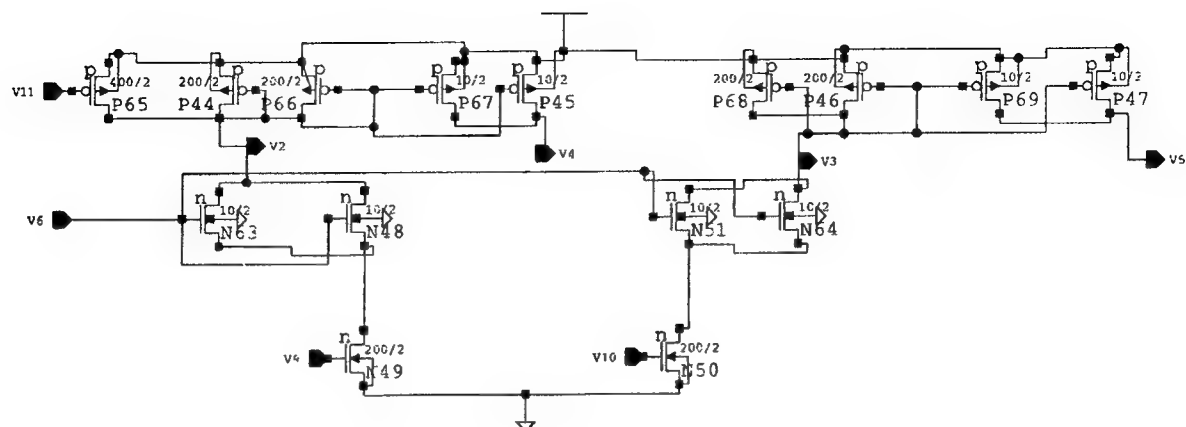 p p p p p p p p p
400/2 200/2 200/2 10/2 10/2 200/2 200/2 10/2 10/2
V11 P65 P44 P66 P67 P45 P68 P46 P69 P47
V2 V4 V3 V5
n n n n
V6 10/2 10/2 10/2 10/2
N63 N48 N51 N64
n n
V9 200/2 V10 200/2
N49 N50